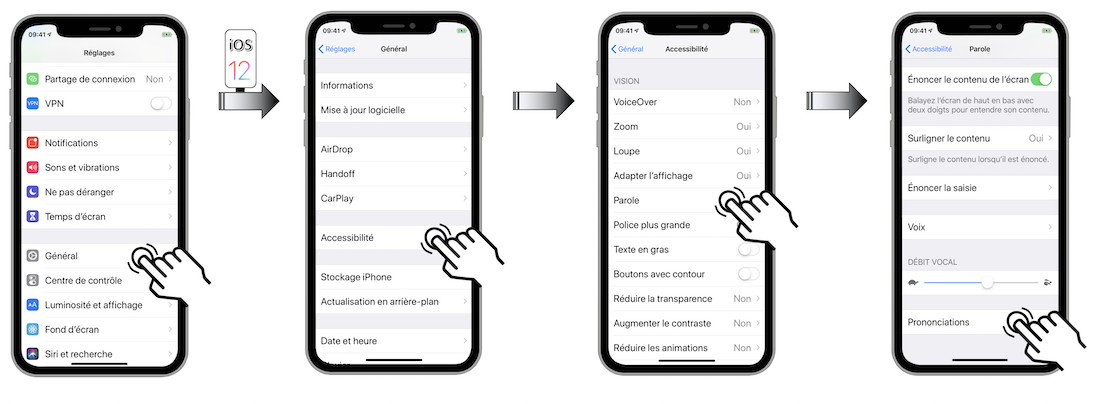 09:41
Réglages
Partage de connexion Non
VPN VPN
Notifications
Sons et vibrations
Ne pas déranger
Temps d'écran
Général
Centre de contrôle
AA Luminosité et affichage
Fond d'écran
Siri et recherche
iOS
12
09:41
Réglages Général
Informations
Mise à jour logicielle
AirDrop
Handoff
CarPlay
Accessibilité
Stockage iPhone
Actualisation en arrière-plan
Date et heure
09:41
Général Accessibilité
VISION
VoiceOver Non
Zoom Oui
Loupe Oui
Adapter l'affichage Oui
Parole
Police plus grande
Texte en gras
Boutons avec contour
Réduire la transparence Non
Augmenter le contraste Non
Réduire les animations Non
09:41
Accessibilité Parole
Énoncer le contenu de l'écran
Balayez l'écran de haut en bas avec
deux doigts pour entendre son contenu.
Surligner le contenu Oui
Surligne le contenu lorsqu'il est énoncé.
Énoncer la saisie
Voix
DÉBIT VOCAL
Prononciations